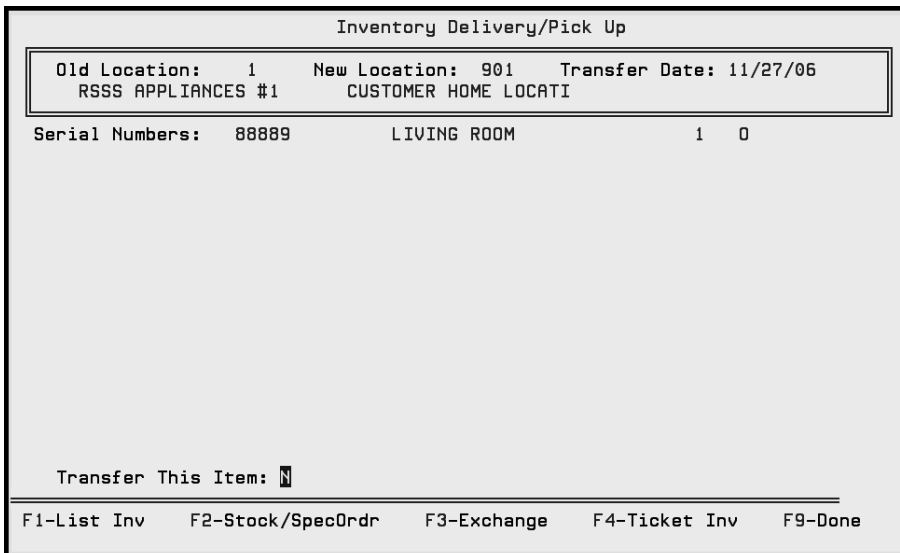 Inventory Delivery/Pick Up
Old Location: 1 New Location: 901 Transfer Date: 11/27/06
RSSS APPLIANCES #1 CUSTOMER HOME LOCATI
Serial Numbers: 88889 LIVING ROOM 1 0
Transfer This Item: N
F1-List Inv F2-Stock/SpecOrdr F3-Exchange F4-Ticket Inv F9-Done